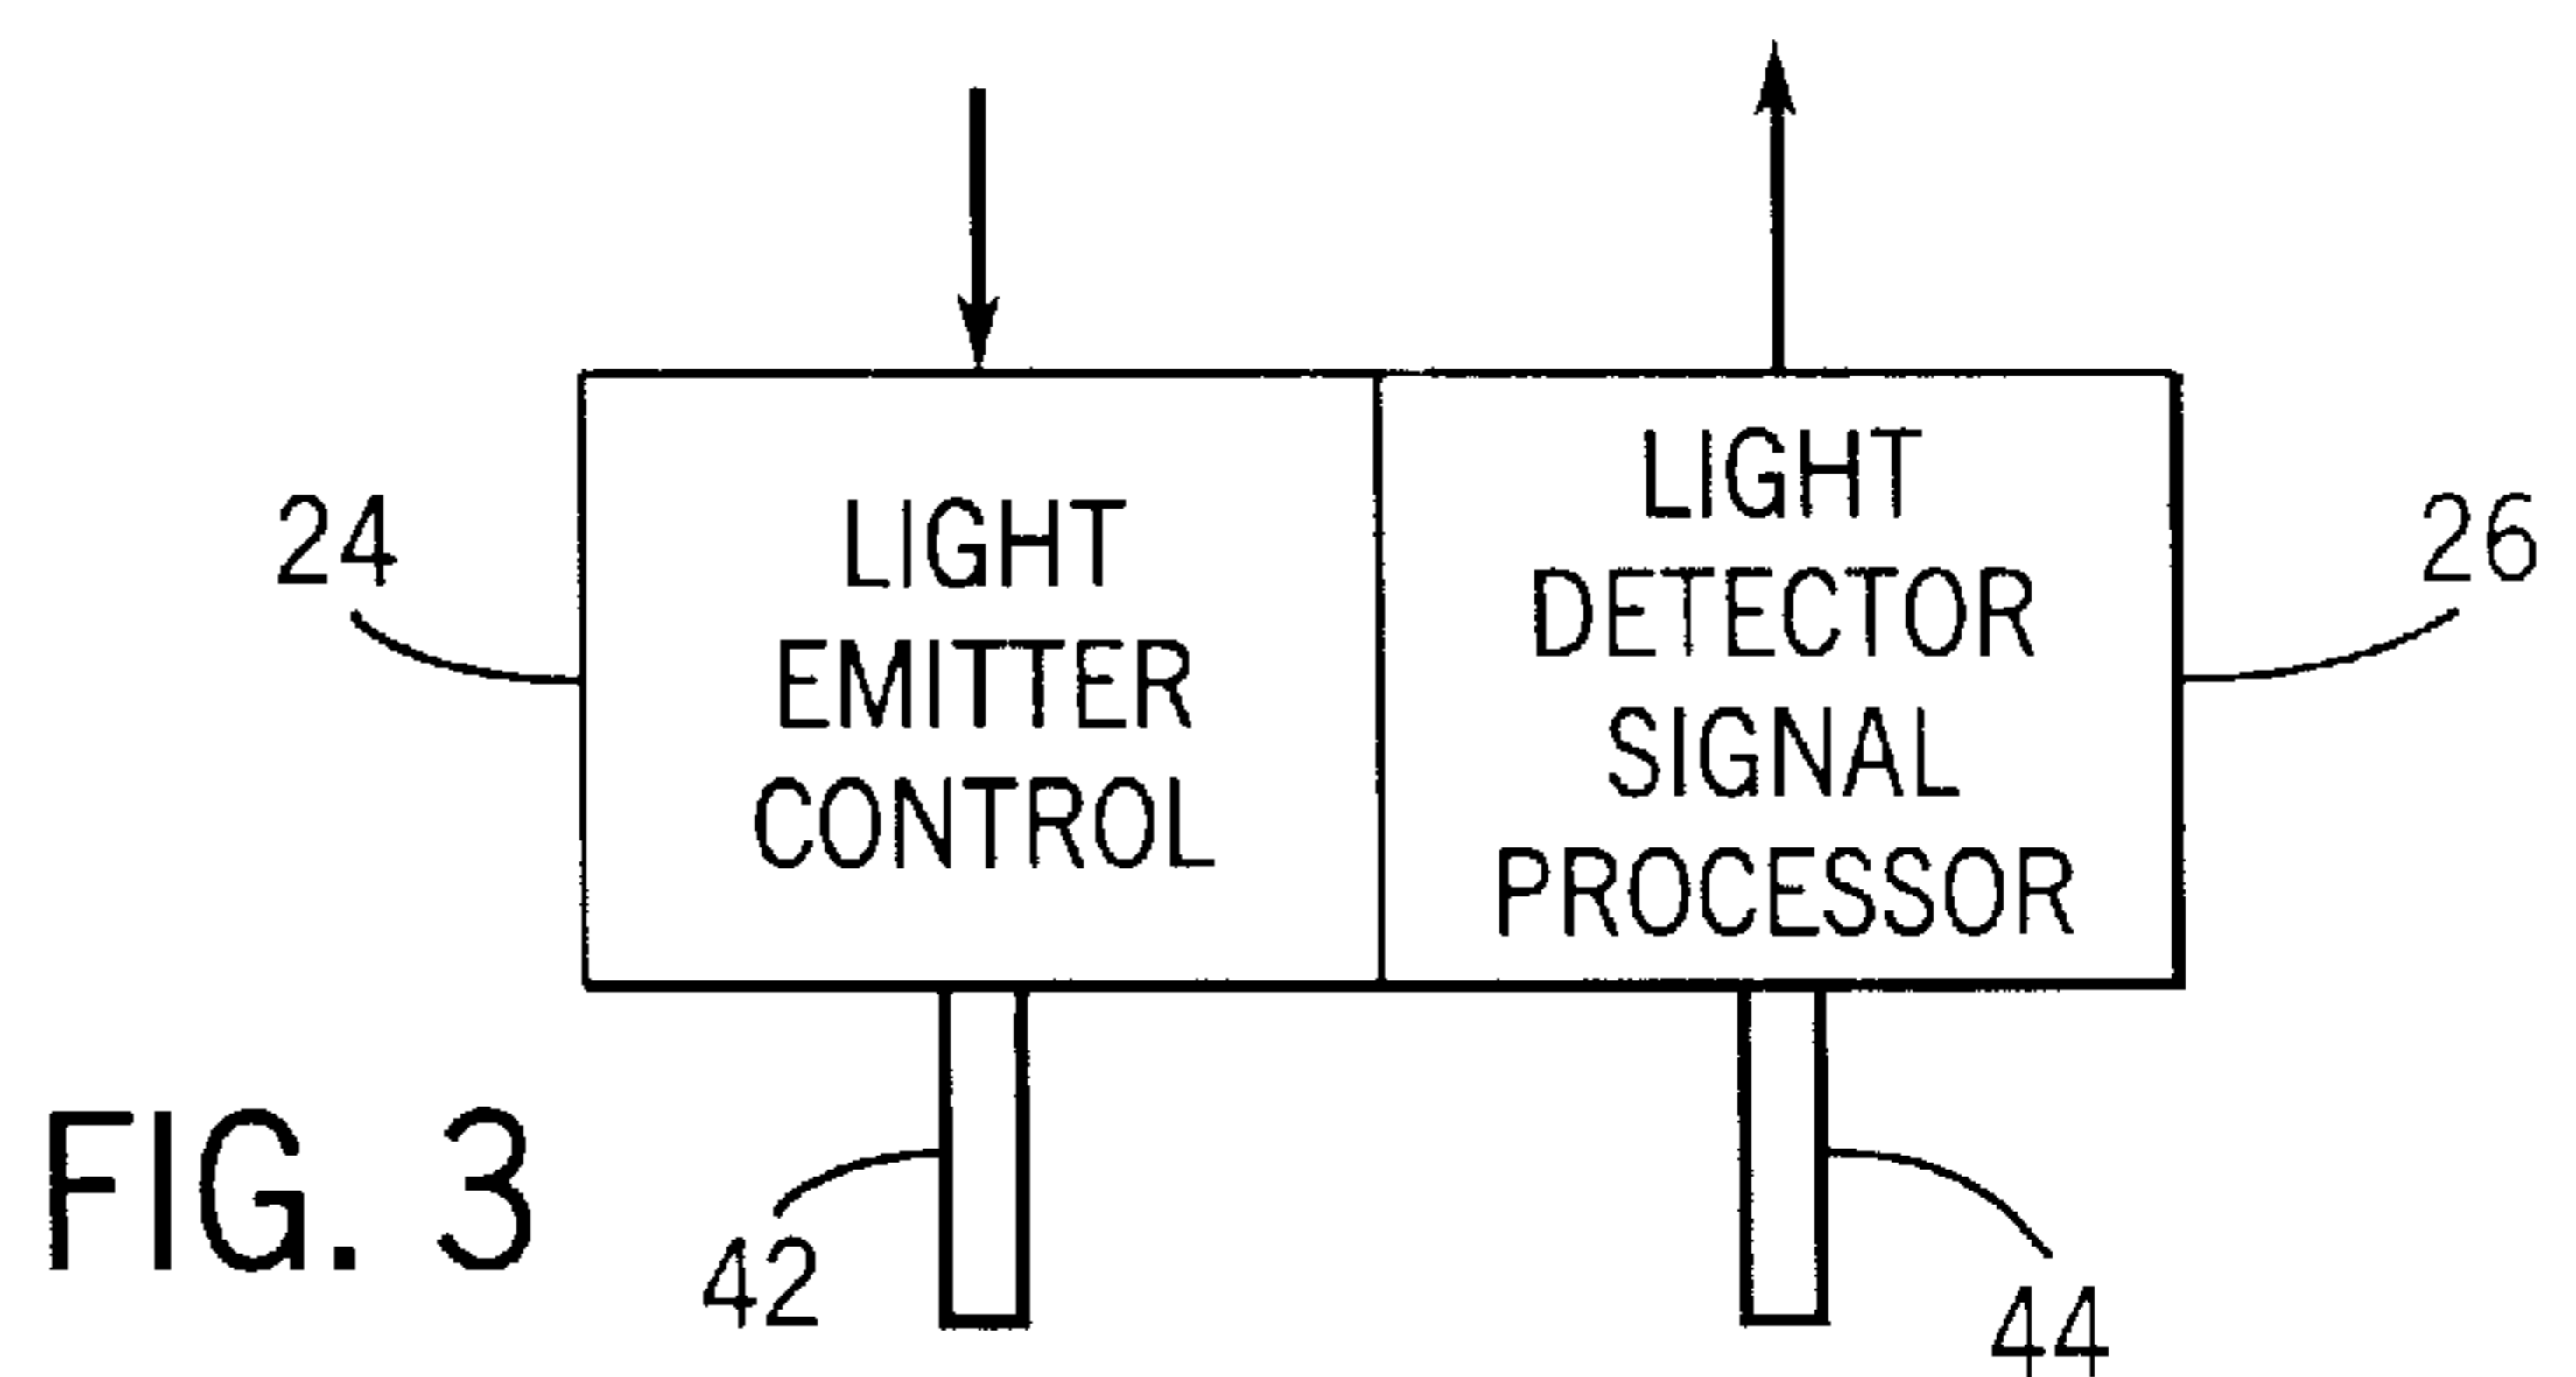 24
LIGHT
EMITTER
CONTROL
LIGHT
DETECTOR
SIGNAL
PROCESSOR
26
FIG. 3
42
44